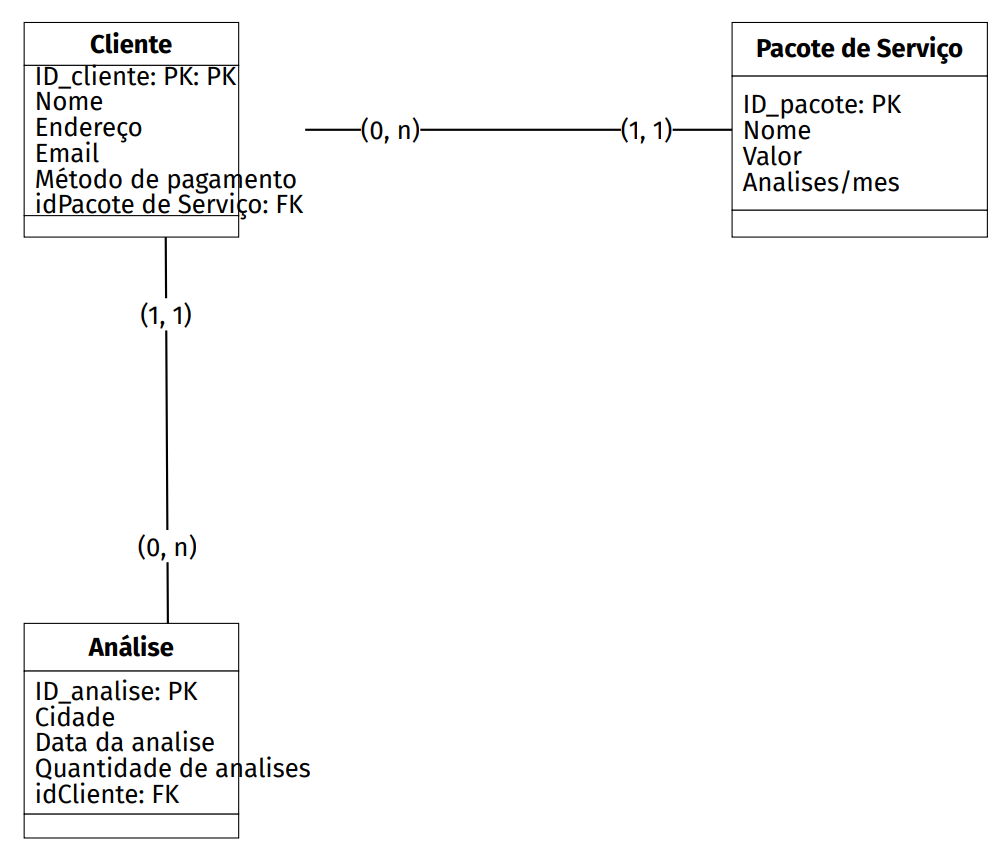 Cliente
ID_cliente: PK: PK
Nome
Endereço
Email
Método de pagamento
idPacote de Serviço: FK
(0, n)
(1, 1)
Pacote de Serviço
ID_pacote: PK
Nome
Valor
Analises/mes
(1, 1)
(0, n)
Análise
ID_analise: PK
Cidade
Data da analise
Quantidade de analises
idCliente: FK